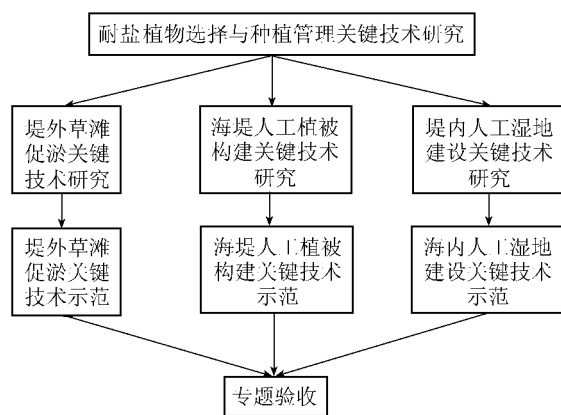 耐盐植物选择与种植管理关键技术研究
堤外草滩
促淤关键
技术研究
海堤人工植被
构建关键技术
研究
堤内人工湿地
建设关键技术
研究
堤外草滩
促淤关键
技术示范
海堤人工植被
构建关键技术
示范
海内人工湿地
建设关键技术
示范
专题验收